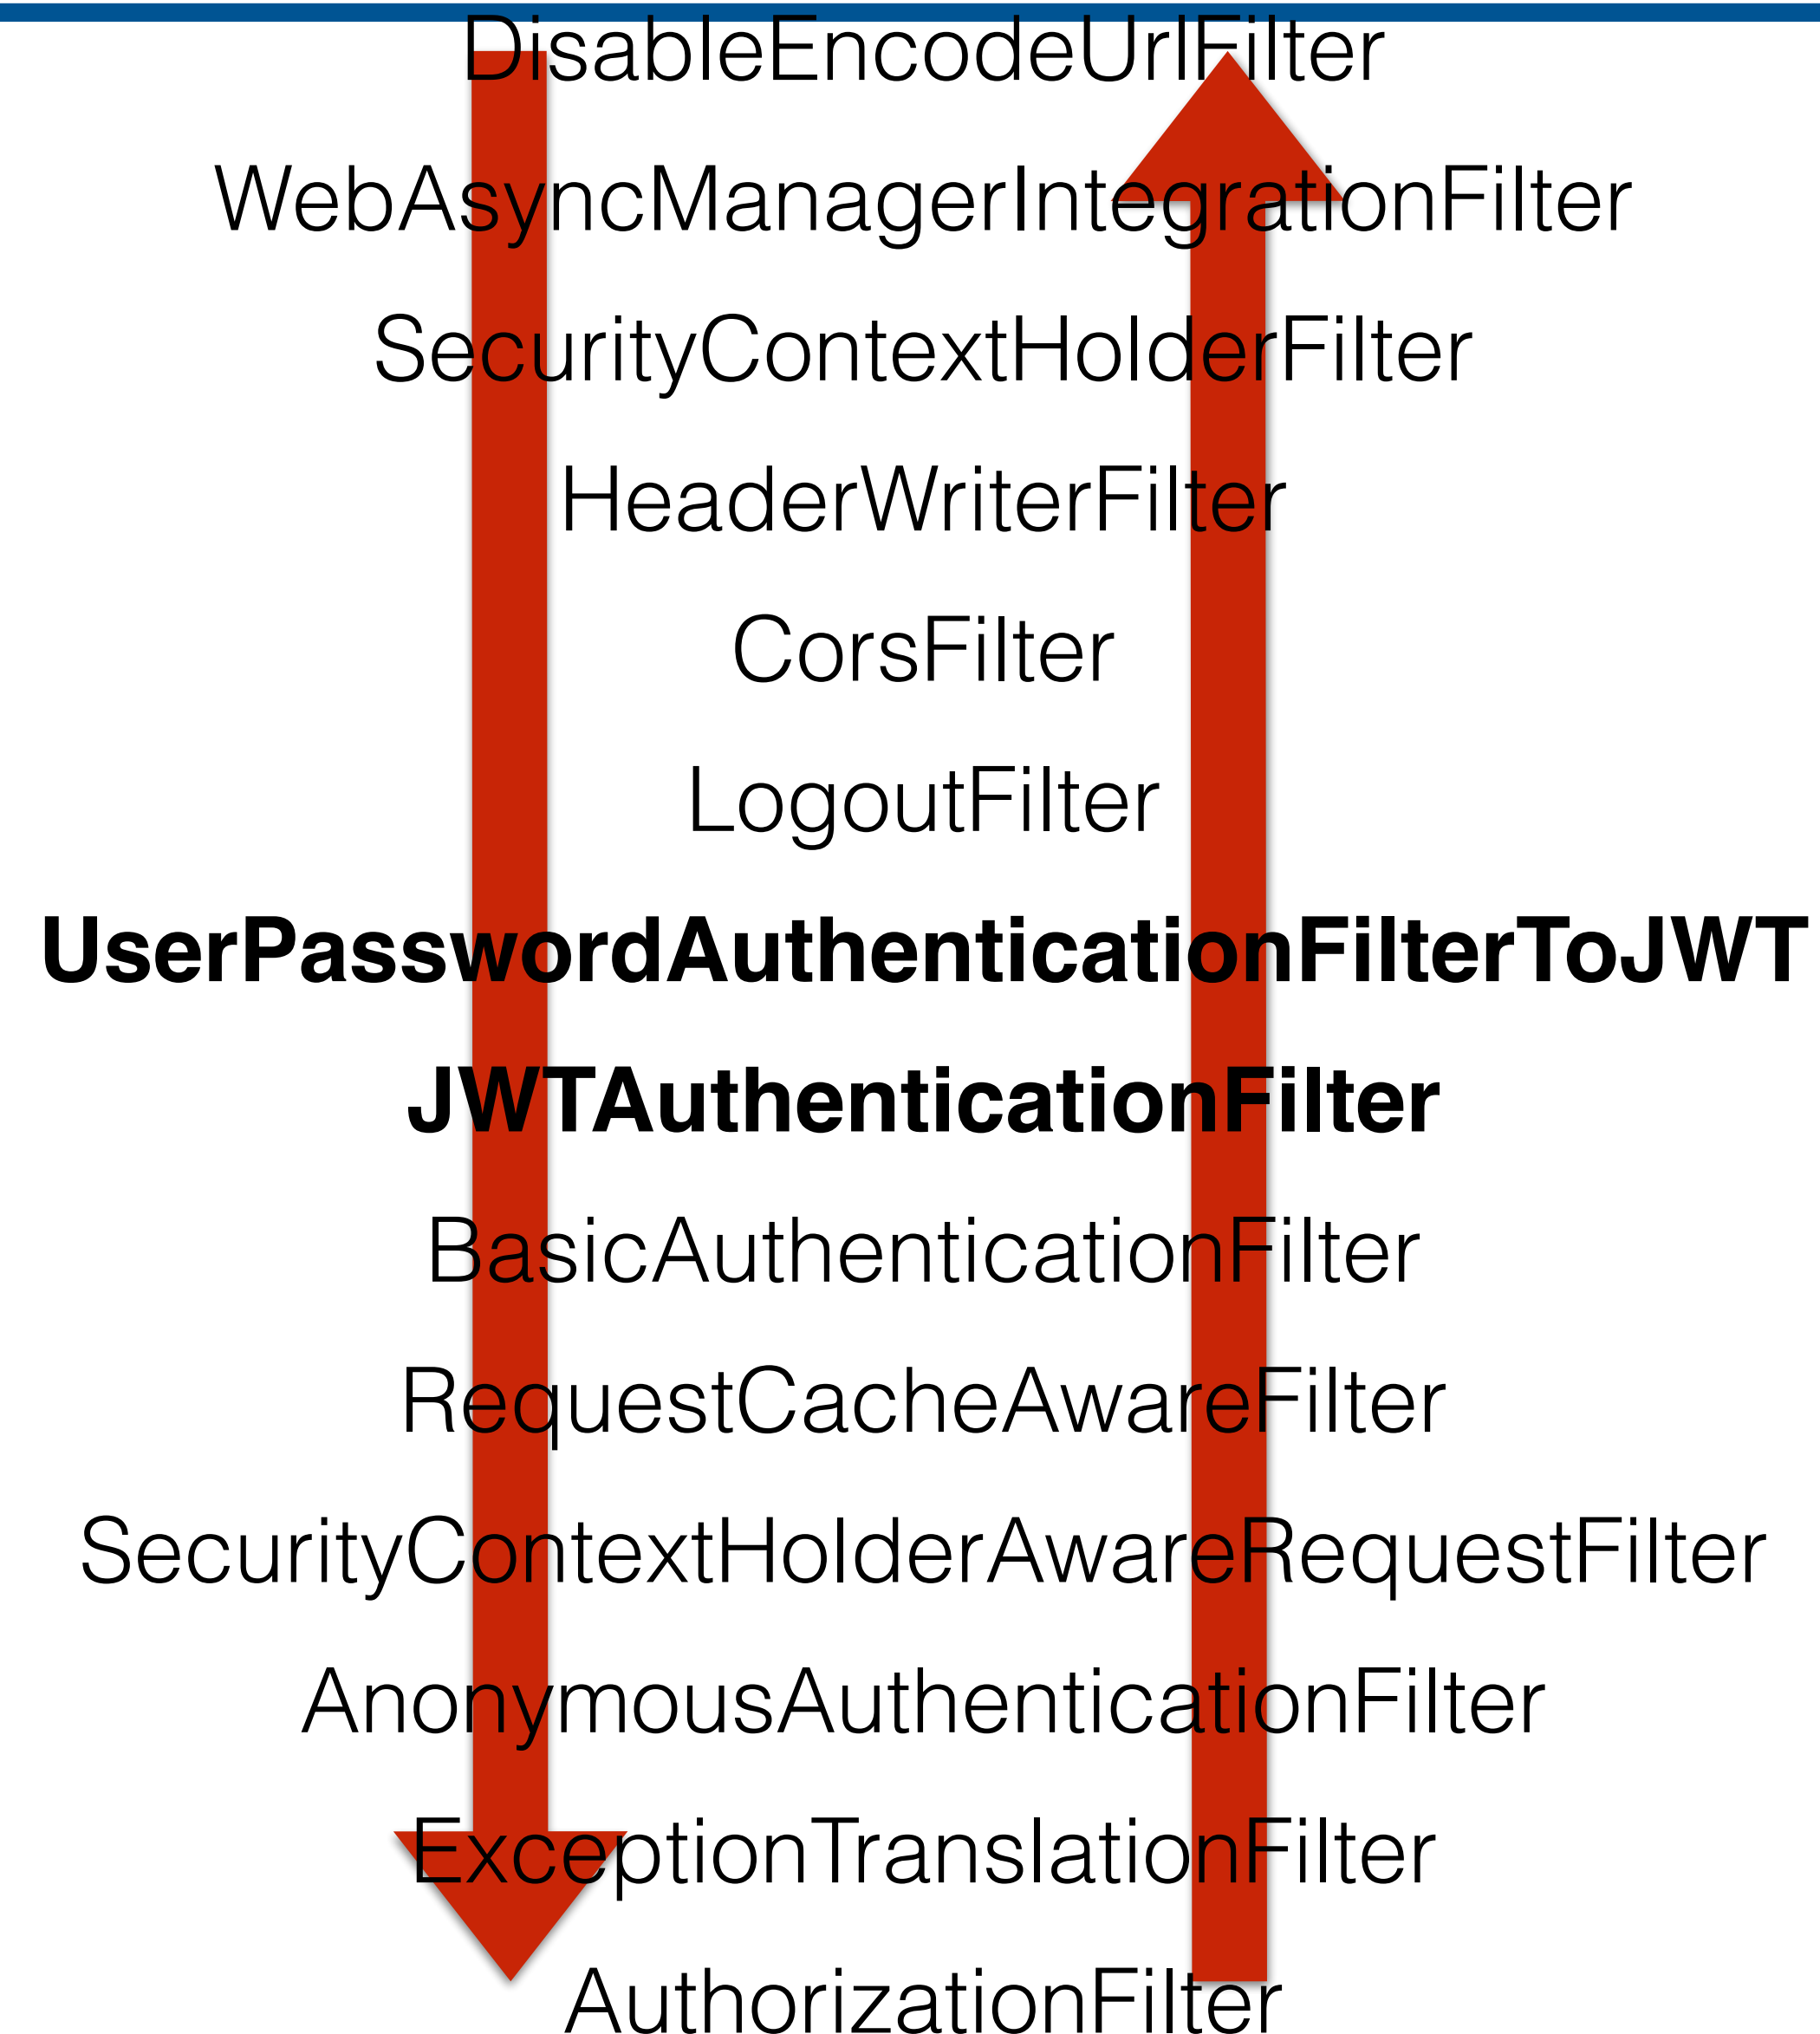 DisableEncodeUrlFilter
WebAsyncManagerIntegrationFilter
SecurityContextHolderFilter
HeaderWriterFilter
CorsFilter
LogoutFilter
UserPasswordAuthenticationFilterToJWT
JWTAuthenticationFilter
BasicAuthenticationFilter
RequestCacheAwareFilter
SecurityContextHolderAwareRequestFilter
AnonymousAuthenticationFilter
ExceptionTranslationFilter
AuthorizationFilter